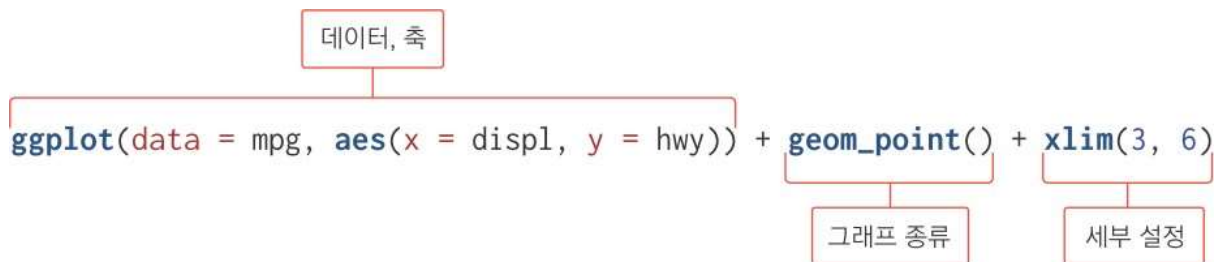 데이터, 축
ggplot(data = mpg, aes(x = displ, y = hwy)) + geom_point() + xlim(3, 6)
그래프 종류
세부 설정